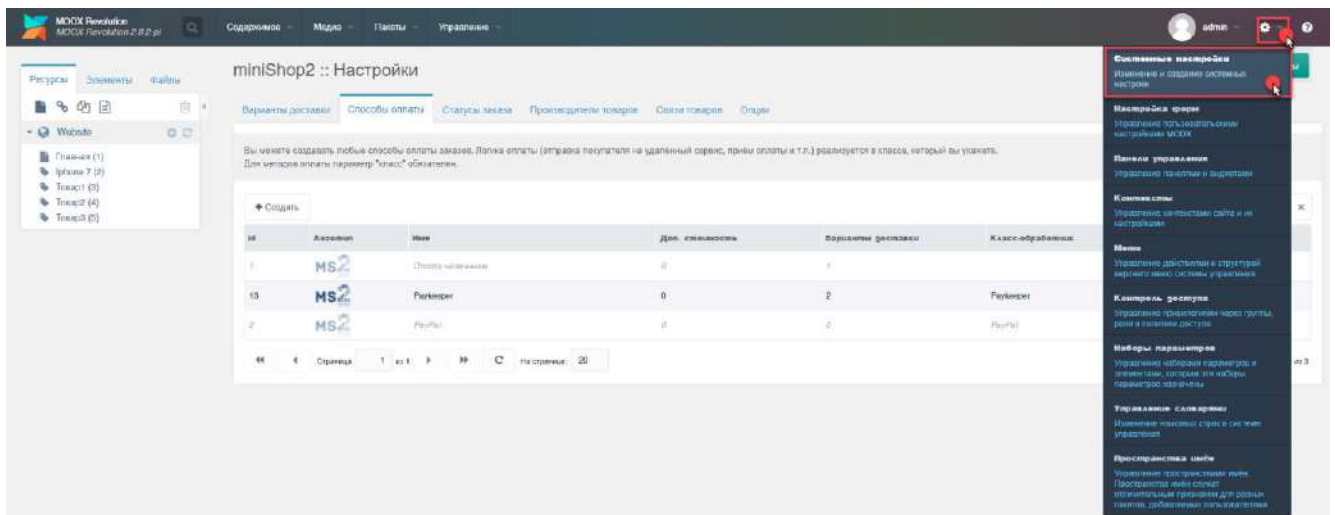 MODX Revolution
MODX Revolution 2.8.2-pl
Содержимое
Медиа
Пакеты
Управление
admin
Ресурсы
Элементы
Файлы
Website
Главная (1)
Iphone 7 (2)
Товар1 (3)
Товар2 (4)
Товар3 (5)
miniShop2 :: Настройки
Варианты доставки
Способы оплаты
Статусы заказа
Производители товаров
Связи товаров
Опции
Вы можете создавать любые способы оплаты заказов. Логика оплаты (отправка покупателя на удалённый сервис, приём оплаты и т.п.) реализуется в классе, который вы укажете.
Для методов оплаты параметр "класс" обязателен.
Создать
Id Логотип Имя Доп. стоимость Варианты доставки Класс-обработчик
1 MS2 Оплата наличными 0 1
13 MS2 Paykeeper 0 2 Paykeeper
2 MS2 PayPal 0 0 PayPal
Страница 1 из 1 На странице: 20
из 3
Системные настройки
Изменение и создание системных
настроек
Настройка форм
Управление пользовательскими
настройками MODX
Панели управления
Управление панелями и виджетами
Контексты
Управление контекстами сайта и их
настройками
Меню
Управление действиями и структурой
верхнего меню системы управления
Контроль доступа
Управление привилегиями через группы,
роли и политики доступа
Наборы параметров
Управление наборами параметров и
элементами, которым эти наборы
параметров назначены
Управление словарями
Изменение языковых строк в системе
управления
Пространства имён
Управление пространствами имён.
Пространства имён служат
отличительным признаком для разных
пакетов, добавляемых пользователями